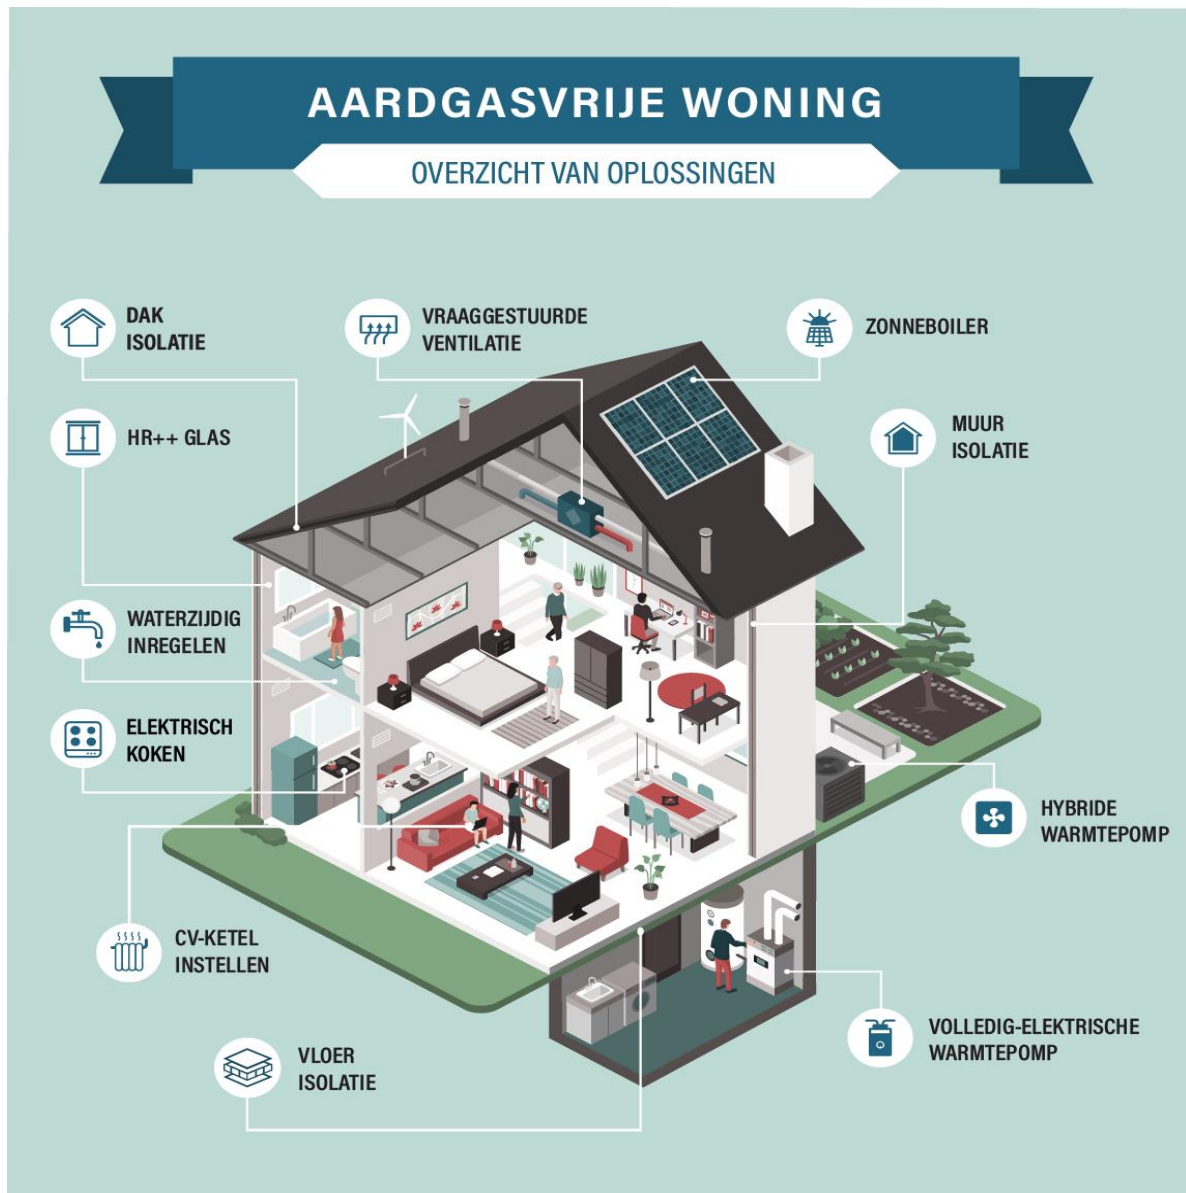 AARDGASVRIJE WONING
OVERZICHT VAN OPLOSSINGEN
DAK
ISOLATIE
VRAAGGESTUURDE
VENTILATIE
ZONNEBOILER
HR++ GLAS
MUUR
ISOLATIE
WATERZIJDIG
INREGELEN
ELEKTRISCH
KOKEN
HYBRIDE
WARMTEPOMP
CV-KETEL
INSTELLEN
VOLLEDIG-ELEKTRISCHE
WARMTEPOMP
VLOER
ISOLATIE